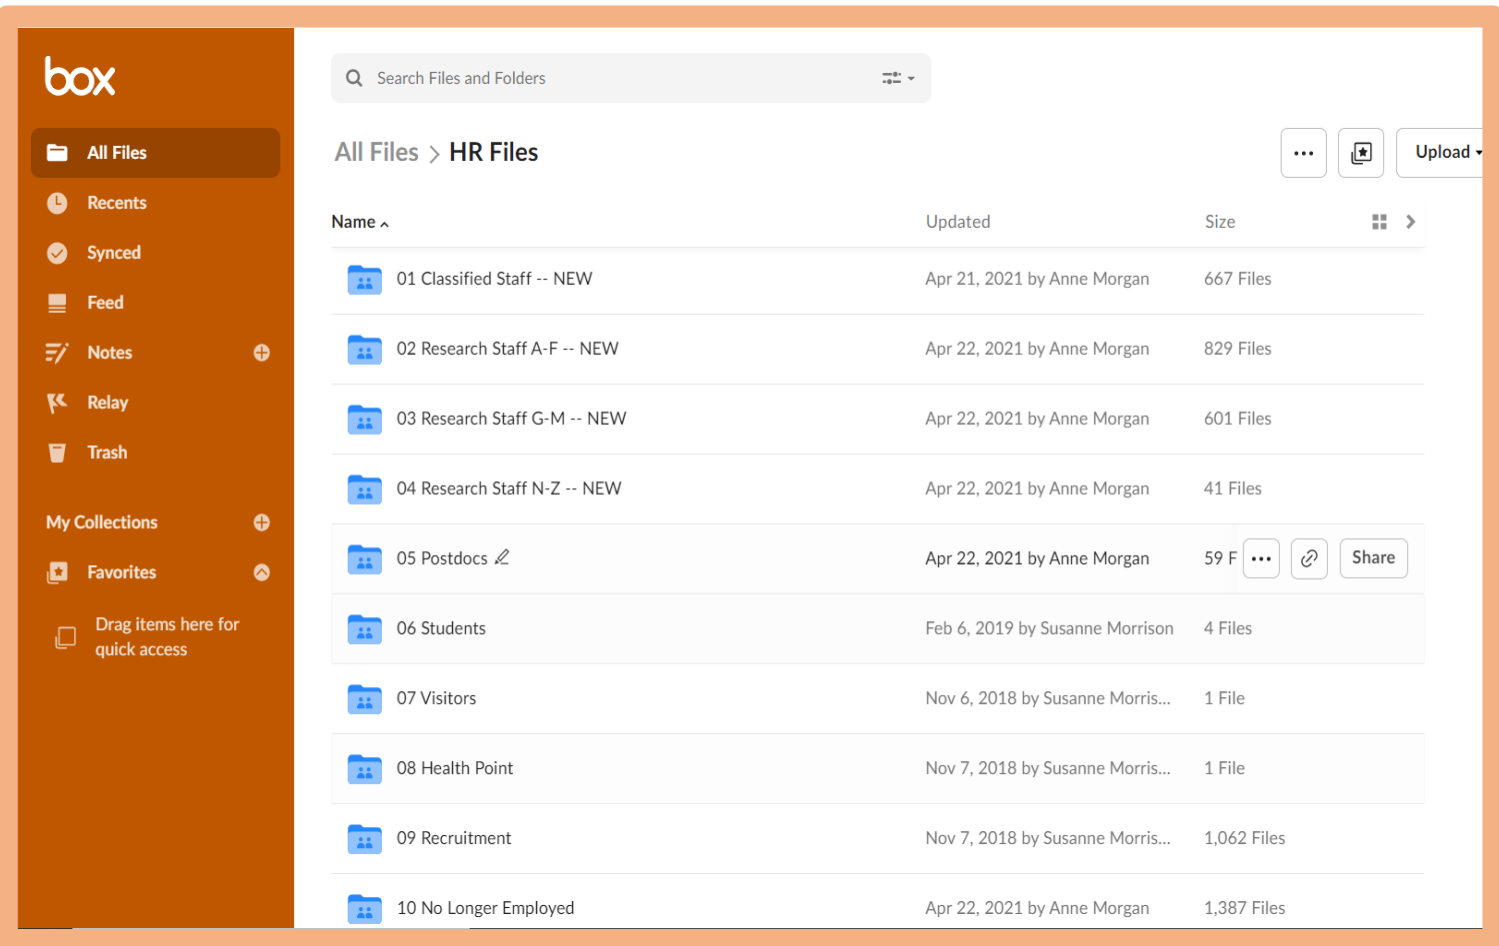 box
Search Files and Folders
All Files
Recents
Synced
Feed
Notes
Relay
Trash
My Collections
Favorites
Drag items here for
quick access
All Files > HR Files
Upload
Name Updated Size
01 Classified Staff -- NEW Apr 21, 2021 by Anne Morgan 667 Files
02 Research Staff A-F -- NEW Apr 22, 2021 by Anne Morgan 829 Files
03 Research Staff G-M -- NEW Apr 22, 2021 by Anne Morgan 601 Files
04 Research Staff N-Z -- NEW Apr 22, 2021 by Anne Morgan 41 Files
05 Postdocs Apr 22, 2021 by Anne Morgan 59 F ... Share
06 Students Feb 6, 2019 by Susanne Morrison 4 Files
07 Visitors Nov 6, 2018 by Susanne Morris... 1 File
08 Health Point Nov 7, 2018 by Susanne Morris... 1 File
09 Recruitment Nov 7, 2018 by Susanne Morris... 1,062 Files
10 No Longer Employed Apr 22, 2021 by Anne Morgan 1,387 Files